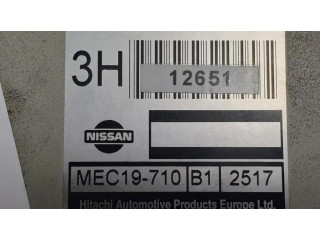 3H
12651
NISSAN
MEC19-710 B1 2517
Hitachi Automotive Products Europe Ltd.